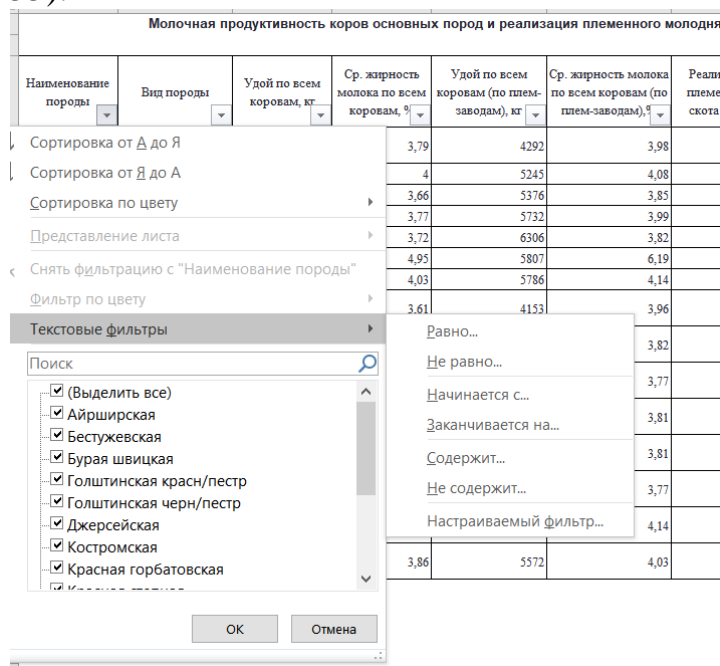 Молочная продуктивность коров основных пород и реализация племенного
Наименование породы
Вид породы
Удой по всем коровам, кг
Ср. жирность молока по всем коровам, %
Удой по всем коровам (по плем-заводам), кг
Ср. жирность молока по всем коровам (по плем-заводам),%
скота
Сортировка от А до Я
Сортировка от Я до А
Сортировка по цвету
Представление листа
Снять фильтрацию с "Наименование породы"
Фильтр по цвету
Текстовые фильтры
Поиск
(Выделить все)
Айрширская
Бестужевская
Бурая швицкая
Голштинская красн/пестр
Голштинская черн/пестр
Джерсейская
Костромская
Красная горбатовская
ОК
Отмена
Равно...
Не равно...
Начинается с...
Заканчивается на...
Содержит...
Не содержит...
Настраиваемый фильтр...
3,79 4292 3,98
4 5245 4,08
3,66 5376 3,85
3,77 5732 3,99
3,72 6306 3,82
4,95 5807 6,19
4,03 5786 4,14
3,61 4153 3,96
3,82
3,77
3,81
3,81
3,77
4,14
3,86 5572 4,03